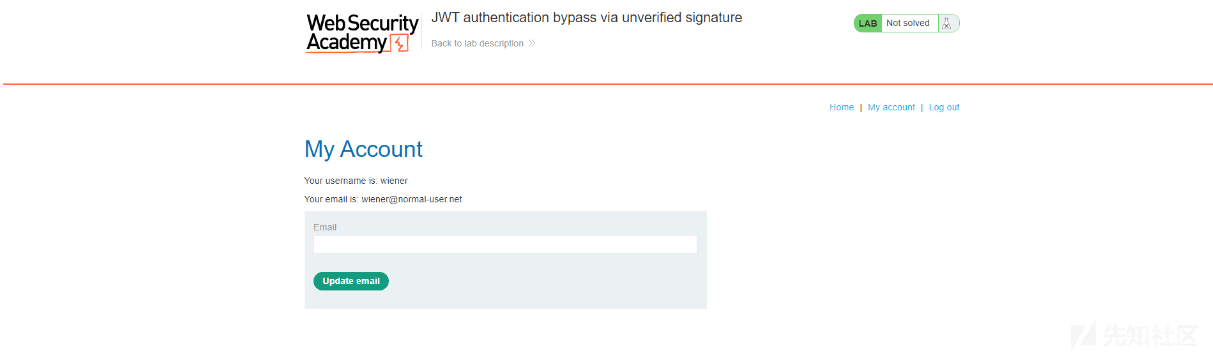 Web Security
Academy
JWT authentication bypass via unverified signature
Back to lab description
LAB Not solved
Home | My account | Log out
My Account
Your username is: wiener
Your email is: wiener@normal-user.net
Email
Update email
先知社区